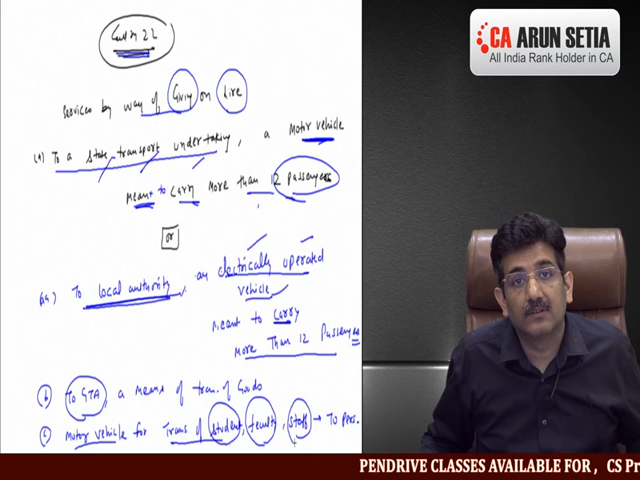 CA ARUN SETIA
All India Rank Holder in CA
Services by way of Giving on hire
(a) To a state transport undertaking, a Motor vehicle
meant to carry more than 12 passengers
or
(aa) To local authority, an electrically operated
vehicle
Meant to carry
More Than 12 Passengers
(b) To GTA, a means of tran. of Goods
(c) Motor vehicle for Trans of student, faculty, staff → To Pers.
PENDRIVE CLASSES AVAILABLE FOR , CS Pr